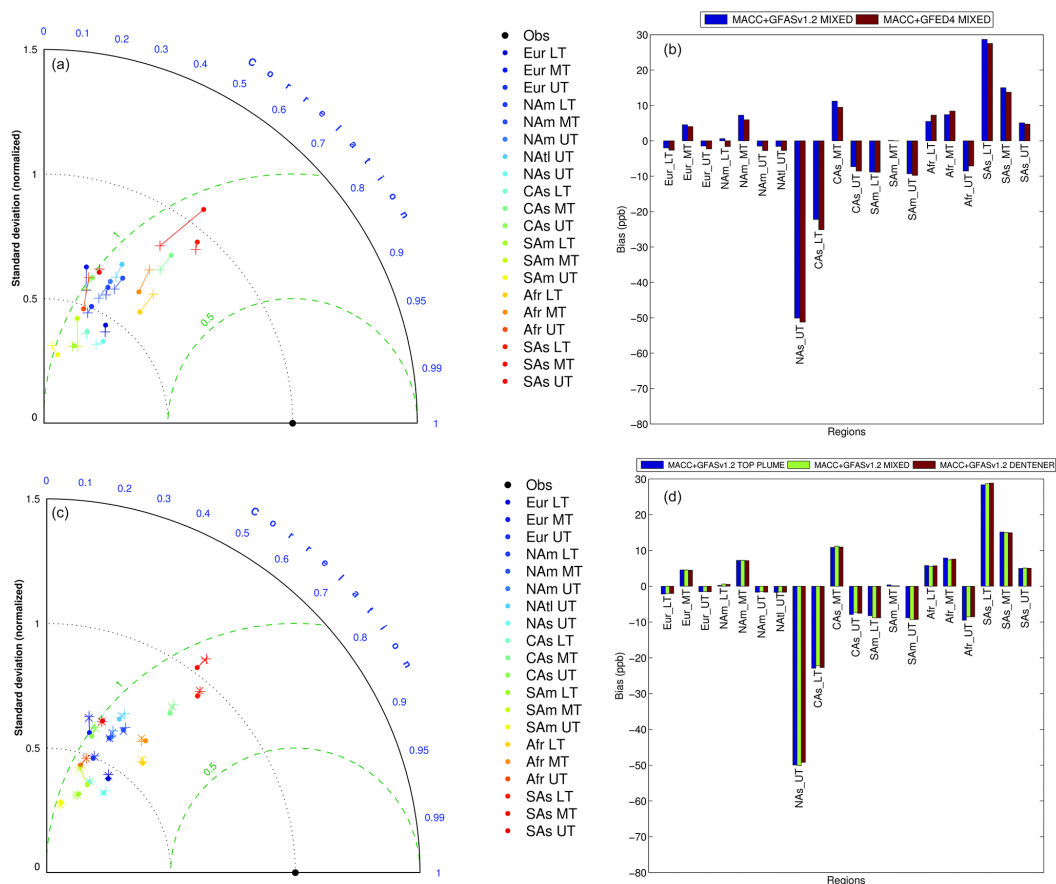 (a)
Standard deviation (normalized)
1.5
1
0.5
0
0
0.1
0.2
0.3
0.4
0.5
0.6
0.7
0.8
0.9
0.95
0.99
1
Correlation
1
0.5
Obs
Eur LT
Eur MT
Eur UT
NAm LT
NAm MT
NAm UT
NAtl UT
NAs UT
CAs LT
CAs MT
CAs UT
SAm LT
SAm MT
SAm UT
Afr LT
Afr MT
Afr UT
SAs LT
SAs MT
SAs UT
MACC+GFASv1.2 MIXED MACC+GFED4 MIXED
(b)
Bias (ppb)
30
20
10
0
−10
−20
−30
−40
−50
−60
−70
−80
Eur_LT
Eur_MT
Eur_UT
NAm_LT
NAm_MT
NAm_UT
NAtl_UT
NAs_UT
CAs_LT
CAs_MT
CAs_UT
SAm_LT
SAm_MT
SAm_UT
Afr_LT
Afr_MT
Afr_UT
SAs_LT
SAs_MT
SAs_UT
Regions
(c)
Standard deviation (normalized)
1.5
1
0.5
0
0
0.1
0.2
0.3
0.4
0.5
0.6
0.7
0.8
0.9
0.95
0.99
1
Correlation
1
0.5
Obs
Eur LT
Eur MT
Eur UT
NAm LT
NAm MT
NAm UT
NAtl UT
NAs UT
CAs LT
CAs MT
CAs UT
SAm LT
SAm MT
SAm UT
Afr LT
Afr MT
Afr UT
SAs LT
SAs MT
SAs UT
MACC+GFASv1.2 TOP PLUME MACC+GFASv1.2 MIXED MACC+GFASv1.2 DENTENER
(d)
Bias (ppb)
30
20
10
0
−10
−20
−30
−40
−50
−60
−70
−80
Eur_LT
Eur_MT
Eur_UT
NAm_LT
NAm_MT
NAm_UT
NAtl_UT
NAs_UT
CAs_LT
CAs_MT
CAs_UT
SAm_LT
SAm_MT
SAm_UT
Afr_LT
Afr_MT
Afr_UT
SAs_LT
SAs_MT
SAs_UT
Regions